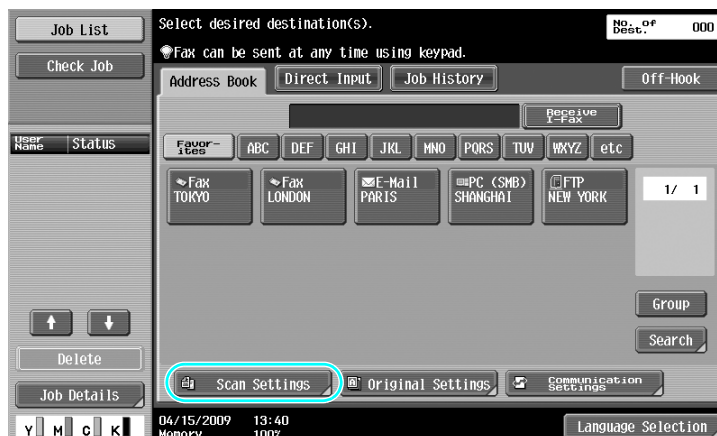 Job List
Check Job
User Name Status
Delete
Job Details
Y M C K
Select desired destination(s).
No. of Dest. 000
Fax can be sent at any time using keypad.
Address Book Direct Input Job History Off-Hook
Receive I-Fax
Favor-ites ABC DEF GHI JKL MNO PQRS TUV WXYZ etc
Fax Fax E-Mail PC (SMB) FTP
TOKYO LONDON PARIS SHANGHAI NEW YORK
1/ 1
Group
Search
Scan Settings Original Settings Communication Settings
04/15/2009 13:40
Memory 100%
Language Selection